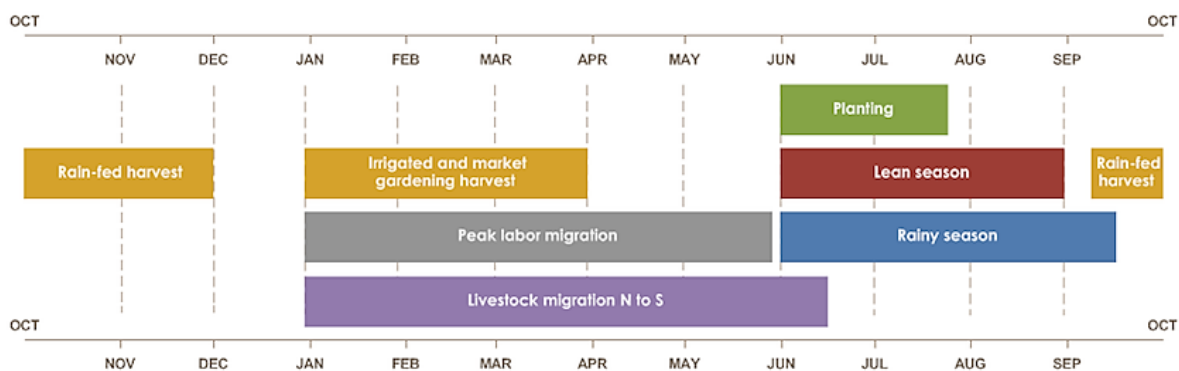 OCT OCT
NOV DEC JAN FEB MAR APR MAY JUN JUL AUG SEP
Planting
Rain-fed harvest
Irrigated and market
gardening harvest
Lean season
Rain-fed
harvest
Peak labor migration
Rainy season
Livestock migration N to S
OCT OCT
NOV DEC JAN FEB MAR APR MAY JUN JUL AUG SEP